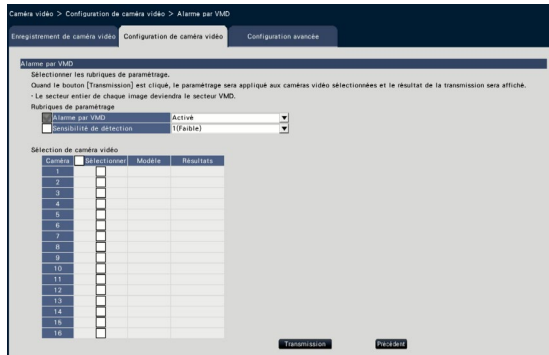 Caméra vidéo > Configuration de caméra vidéo > Alarme par VMD
Enregistrement de caméra vidéo Configuration de caméra vidéo Configuration avancée
Alarme par VMD
Sélectionner les rubriques de paramétrage.
Quand le bouton [Transmission] est cliqué, le paramétrage sera appliqué aux caméras vidéo sélectionnées et le résultat de la transmission sera affiché.
- Le secteur entier de chaque image deviendra le secteur VMD.
Rubriques de paramétrage
Alarme par VMD Activé
Sensibilité de détection 1(Faible)
Sélection de caméra vidéo
Caméra Sélectionner Modèle Résultats
1
2
3
4
5
6
7
8
9
10
11
12
13
14
15
16
Transmission Précédent